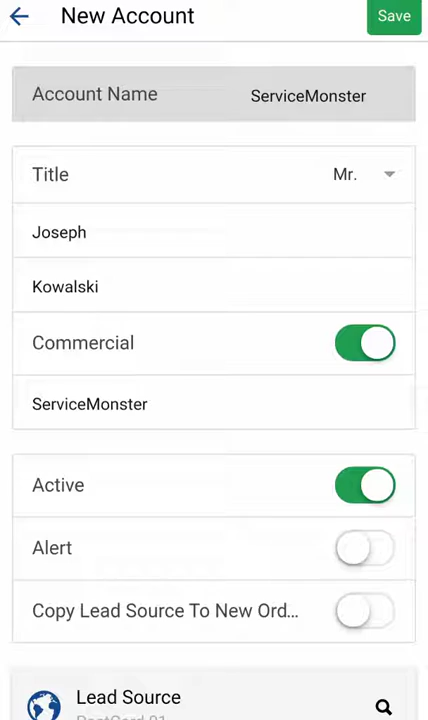 New Account
Save
Account Name ServiceMonster
Title Mr.
Joseph
Kowalski
Commercial
ServiceMonster
Active
Alert
Copy Lead Source To New Ord...
Lead Source